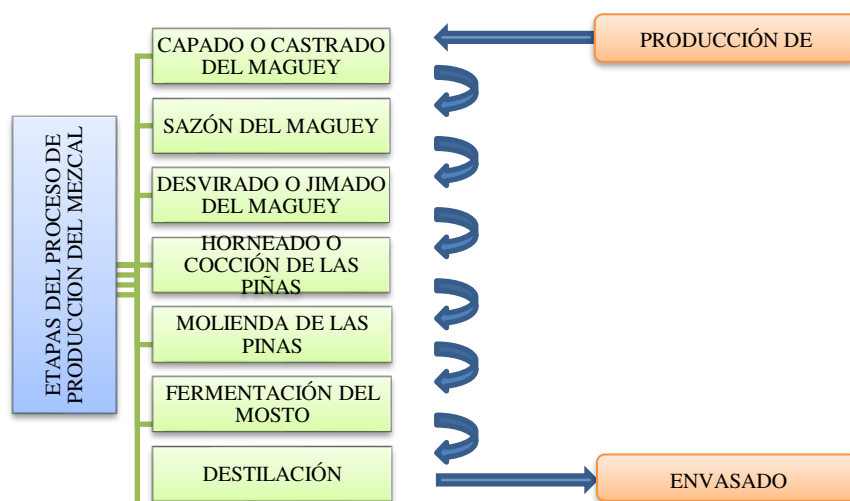 ETAPAS DEL PROCESO DE
PRODUCCION DEL MEZCAL
CAPADO O CASTRADO
DEL MAGUEY
SAZÓN DEL MAGUEY
DESVIRADO O JIMADO
DEL MAGUEY
HORNEADO O
COCCIÓN DE LAS
PIÑAS
MOLIENDA DE LAS
PINAS
FERMENTACIÓN DEL
MOSTO
DESTILACIÓN
PRODUCCIÓN DE
ENVASADO